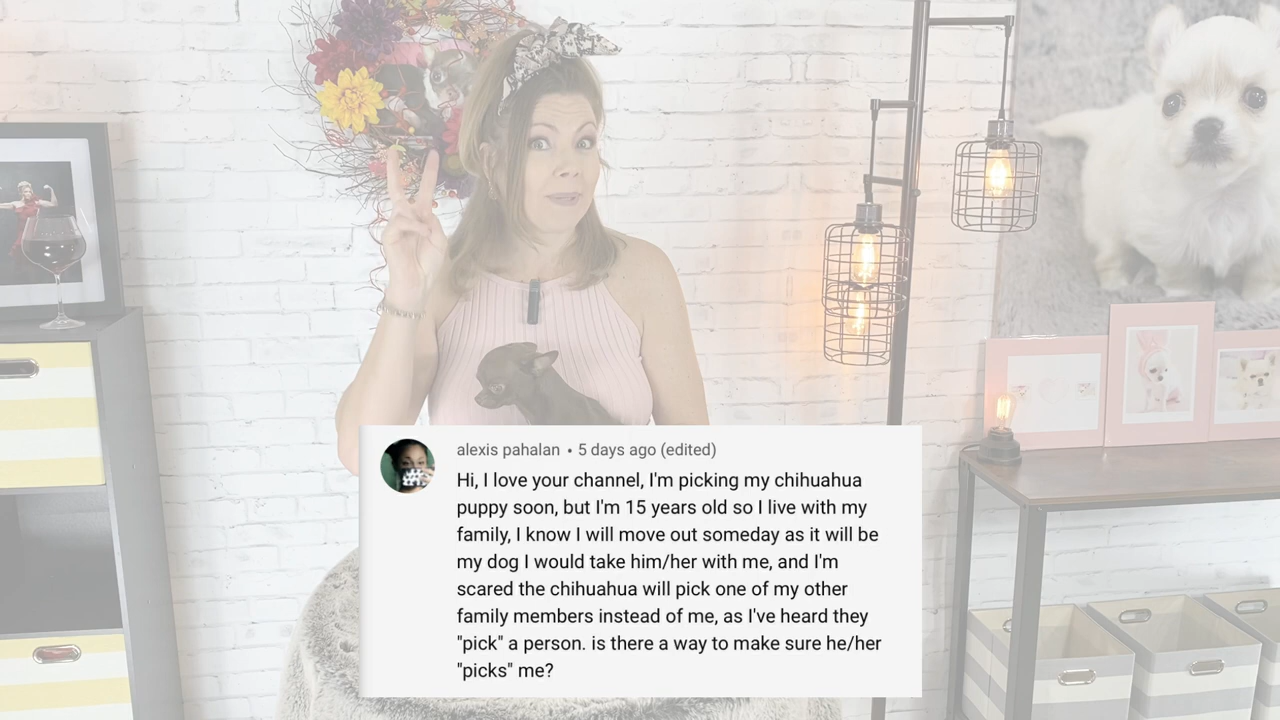 alexis pahalan • 5 days ago (edited)
Hi, I love your channel, I'm picking my chihuahua
puppy soon, but I'm 15 years old so I live with my
family, I know I will move out someday as it will be
my dog I would take him/her with me, and I'm
scared the chihuahua will pick one of my other
family members instead of me, as I've heard they
"pick" a person. is there a way to make sure he/her
"picks" me?